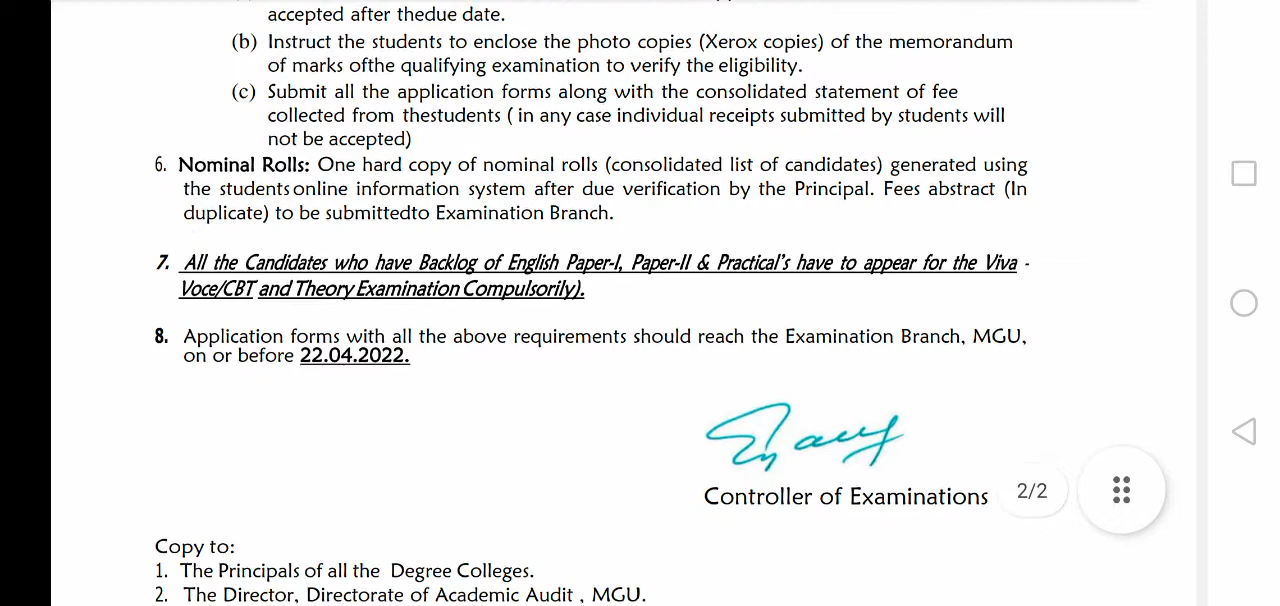 accepted after thedue date.
(b) Instruct the students to enclose the photo copies (Xerox copies) of the memorandum
of marks ofthe qualifying examination to verify the eligibility.
(c) Submit all the application forms along with the consolidated statement of fee
collected from thestudents ( in any case individual receipts submitted by students will
not be accepted)
6. Nominal Rolls: One hard copy of nominal rolls (consolidated list of candidates) generated using
the students online information system after due verification by the Principal. Fees abstract (In
duplicate) to be submittedto Examination Branch.
7. All the Candidates who have Backlog of English Paper-I, Paper-II & Practical's have to appear for the Viva -
Voce/CBT and Theory Examination Compulsorily).
8. Application forms with all the above requirements should reach the Examination Branch, MGU,
on or before 22.04.2022.
Controller of Examinations
2/2
Copy to:
1. The Principals of all the Degree Colleges.
2. The Director, Directorate of Academic Audit , MGU.